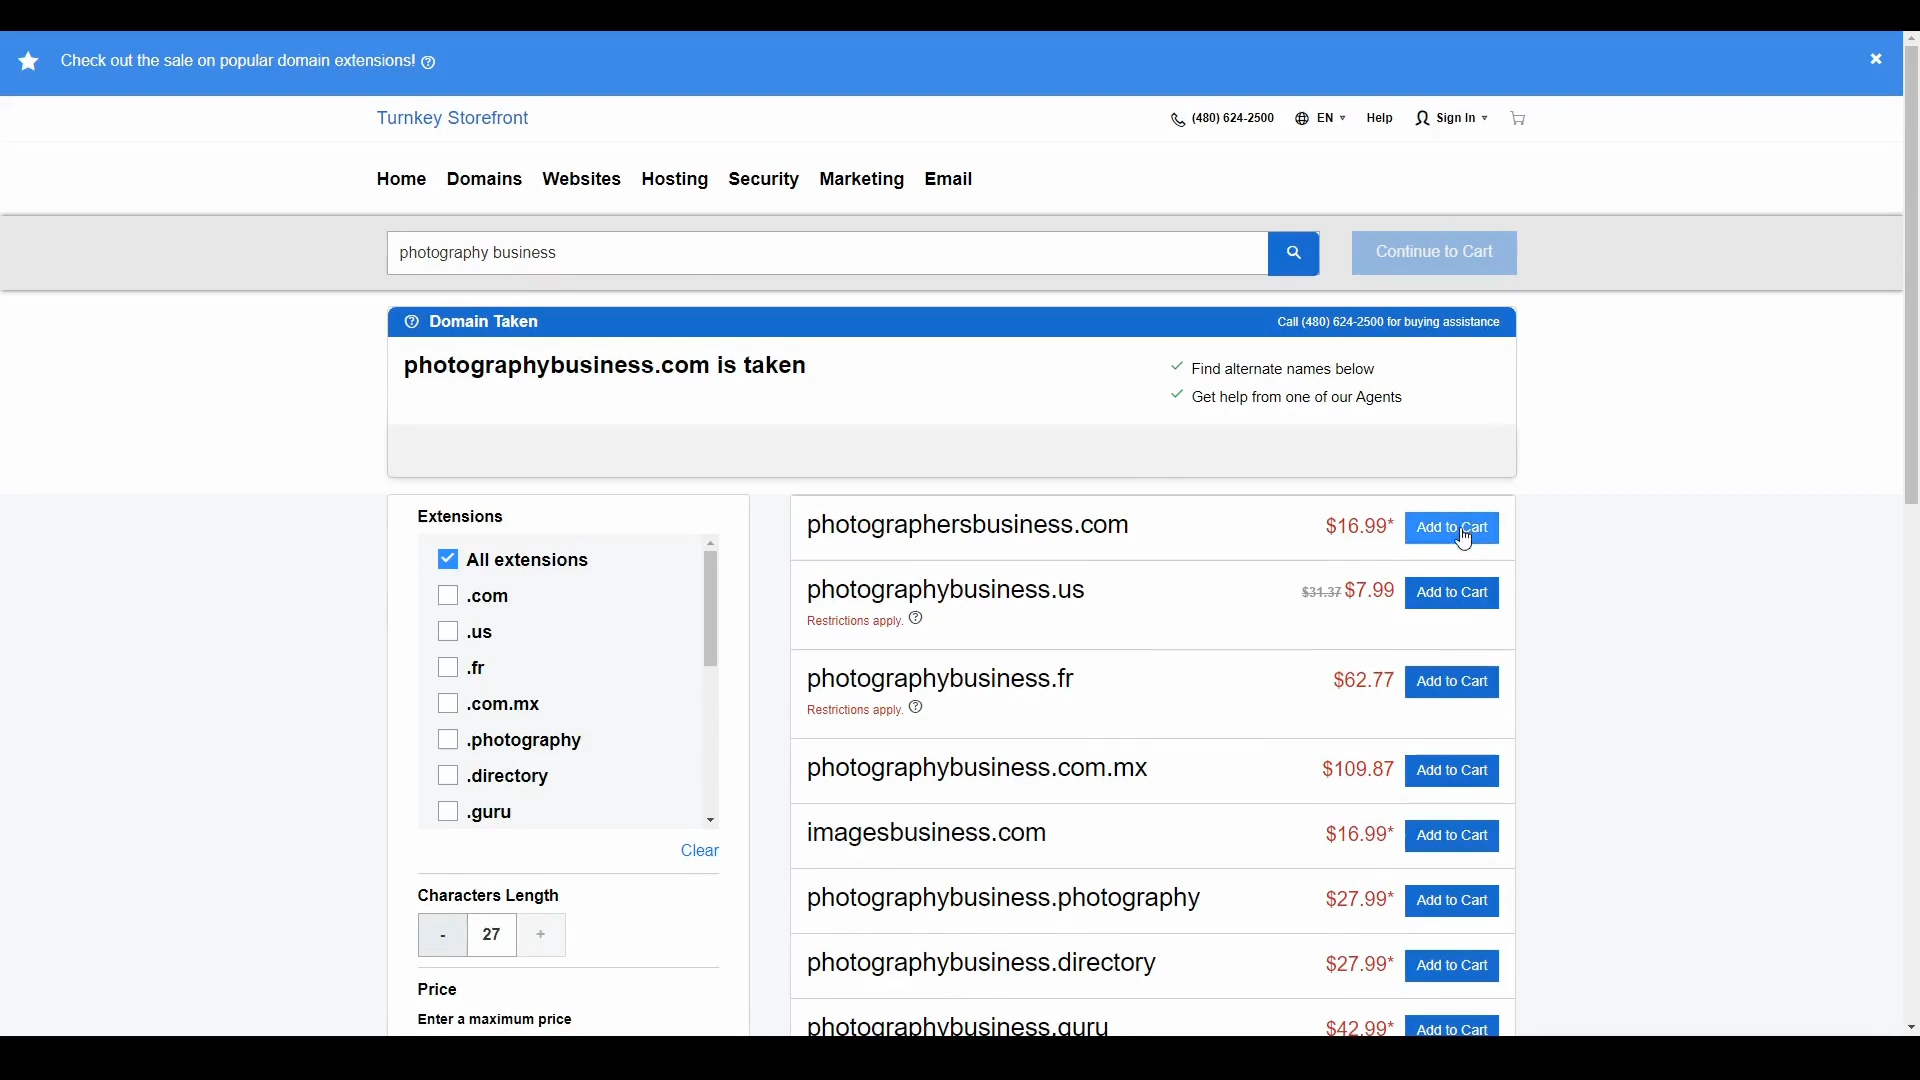 Check out the sale on popular domain extensions!
Turnkey Storefront
(480) 624-2500 EN Help Sign In
Home Domains Websites Hosting Security Marketing Email
photography business
Continue to Cart
Domain Taken
Call (480) 624-2500 for buying assistance
photographybusiness.com is taken
Find alternate names below
Get help from one of our Agents
Extensions
All extensions
.com
.us
.fr
.com.mx
.photography
.directory
.guru
Clear
Characters Length
- 27 +
Price
Enter a maximum price
photographersbusiness.com $16.99* Add to Cart
photographybusiness.us $31.37 $7.99 Add to Cart
Restrictions apply.
photographybusiness.fr $62.77 Add to Cart
Restrictions apply.
photographybusiness.com.mx $109.87 Add to Cart
imagesbusiness.com $16.99* Add to Cart
photographybusiness.photography $27.99* Add to Cart
photographybusiness.directory $27.99* Add to Cart
photographybusiness.guru $42.99* Add to Cart